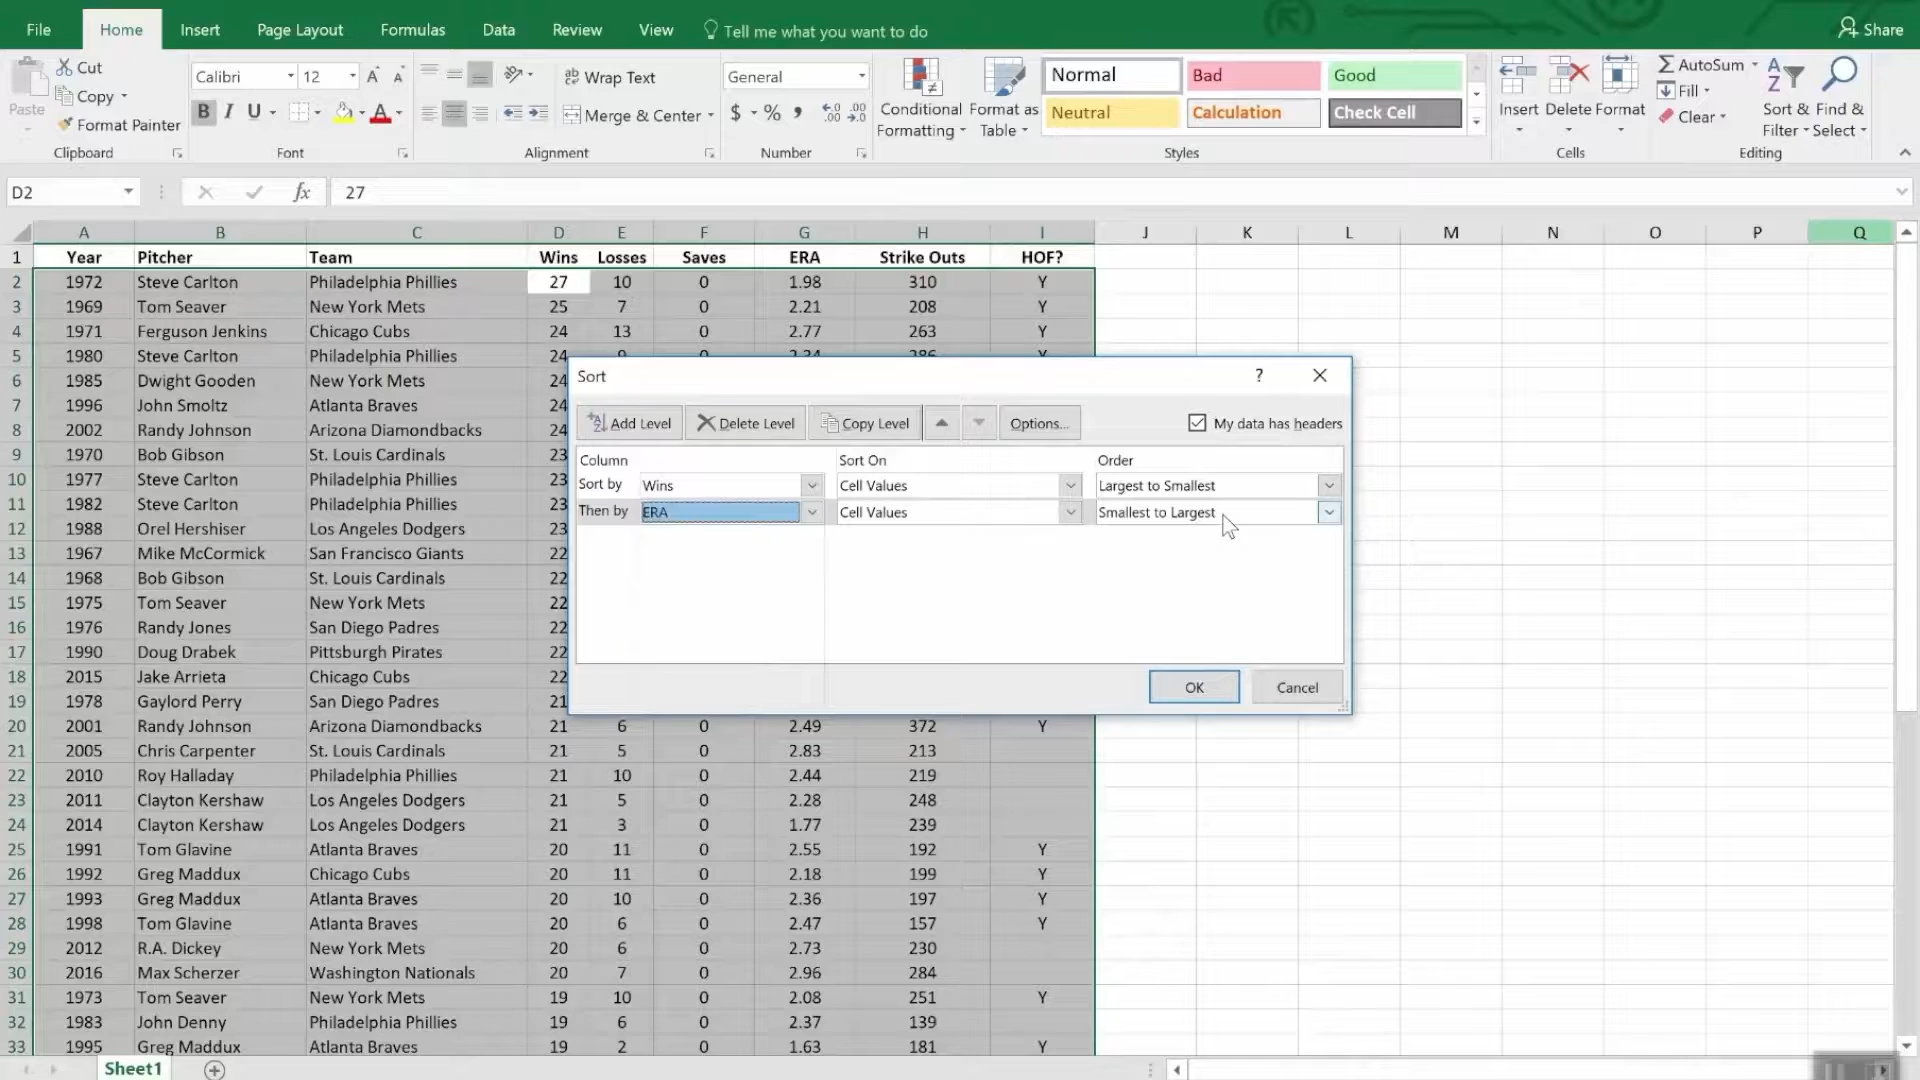 File Home Insert Page Layout Formulas Data Review View Tell me what you want to do Share
Paste Cut Copy Format Painter Clipboard
Calibri 12 A A B I U A Font
Wrap Text Merge & Center Alignment
General $ % , .00 .00 Number
Conditional Formatting Format as Table
Normal Bad Good
Neutral Calculation Check Cell
Styles
Insert Delete Format Cells
AutoSum Fill Clear Sort & Filter Find & Select Editing
D2 fx 27
A B C D E F G H I J K L M N O P Q
1 Year Pitcher Team Wins Losses Saves ERA Strike Outs HOF?
2 1972 Steve Carlton Philadelphia Phillies 27 10 0 1.98 310 Y
3 1969 Tom Seaver New York Mets 25 7 0 2.21 208 Y
4 1971 Ferguson Jenkins Chicago Cubs 24 13 0 2.77 263 Y
5 1980 Steve Carlton Philadelphia Phillies 24 9 0 2.34 286 Y
6 1985 Dwight Gooden New York Mets 24
7 1996 John Smoltz Atlanta Braves 24
8 2002 Randy Johnson Arizona Diamondbacks 24
9 1970 Bob Gibson St. Louis Cardinals 23
10 1977 Steve Carlton Philadelphia Phillies 23
11 1982 Steve Carlton Philadelphia Phillies 23
12 1988 Orel Hershiser Los Angeles Dodgers 23
13 1967 Mike McCormick San Francisco Giants 22
14 1968 Bob Gibson St. Louis Cardinals 22
15 1975 Tom Seaver New York Mets 22
16 1976 Randy Jones San Diego Padres 22
17 1990 Doug Drabek Pittsburgh Pirates 22
18 2015 Jake Arrieta Chicago Cubs 22
19 1978 Gaylord Perry San Diego Padres 21
20 2001 Randy Johnson Arizona Diamondbacks 21 6 0 2.49 372 Y
21 2005 Chris Carpenter St. Louis Cardinals 21 5 0 2.83 213
22 2010 Roy Halladay Philadelphia Phillies 21 10 0 2.44 219
23 2011 Clayton Kershaw Los Angeles Dodgers 21 5 0 2.28 248
24 2014 Clayton Kershaw Los Angeles Dodgers 21 3 0 1.77 239
25 1991 Tom Glavine Atlanta Braves 20 11 0 2.55 192 Y
26 1992 Greg Maddux Chicago Cubs 20 11 0 2.18 199 Y
27 1993 Greg Maddux Atlanta Braves 20 10 0 2.36 197 Y
28 1998 Tom Glavine Atlanta Braves 20 6 0 2.47 157 Y
29 2012 R.A. Dickey New York Mets 20 6 0 2.73 230
30 2016 Max Scherzer Washington Nationals 20 7 0 2.96 284
31 1973 Tom Seaver New York Mets 19 10 0 2.08 251 Y
32 1983 John Denny Philadelphia Phillies 19 6 0 2.37 139
33 1995 Greg Maddux Atlanta Braves 19 2 0 1.63 181 Y
Sort ?
Add Level Delete Level Copy Level Options... My data has headers
Column Sort On Order
Sort by Wins Cell Values Largest to Smallest
Then by ERA Cell Values Smallest to Largest
OK Cancel
Sheet1